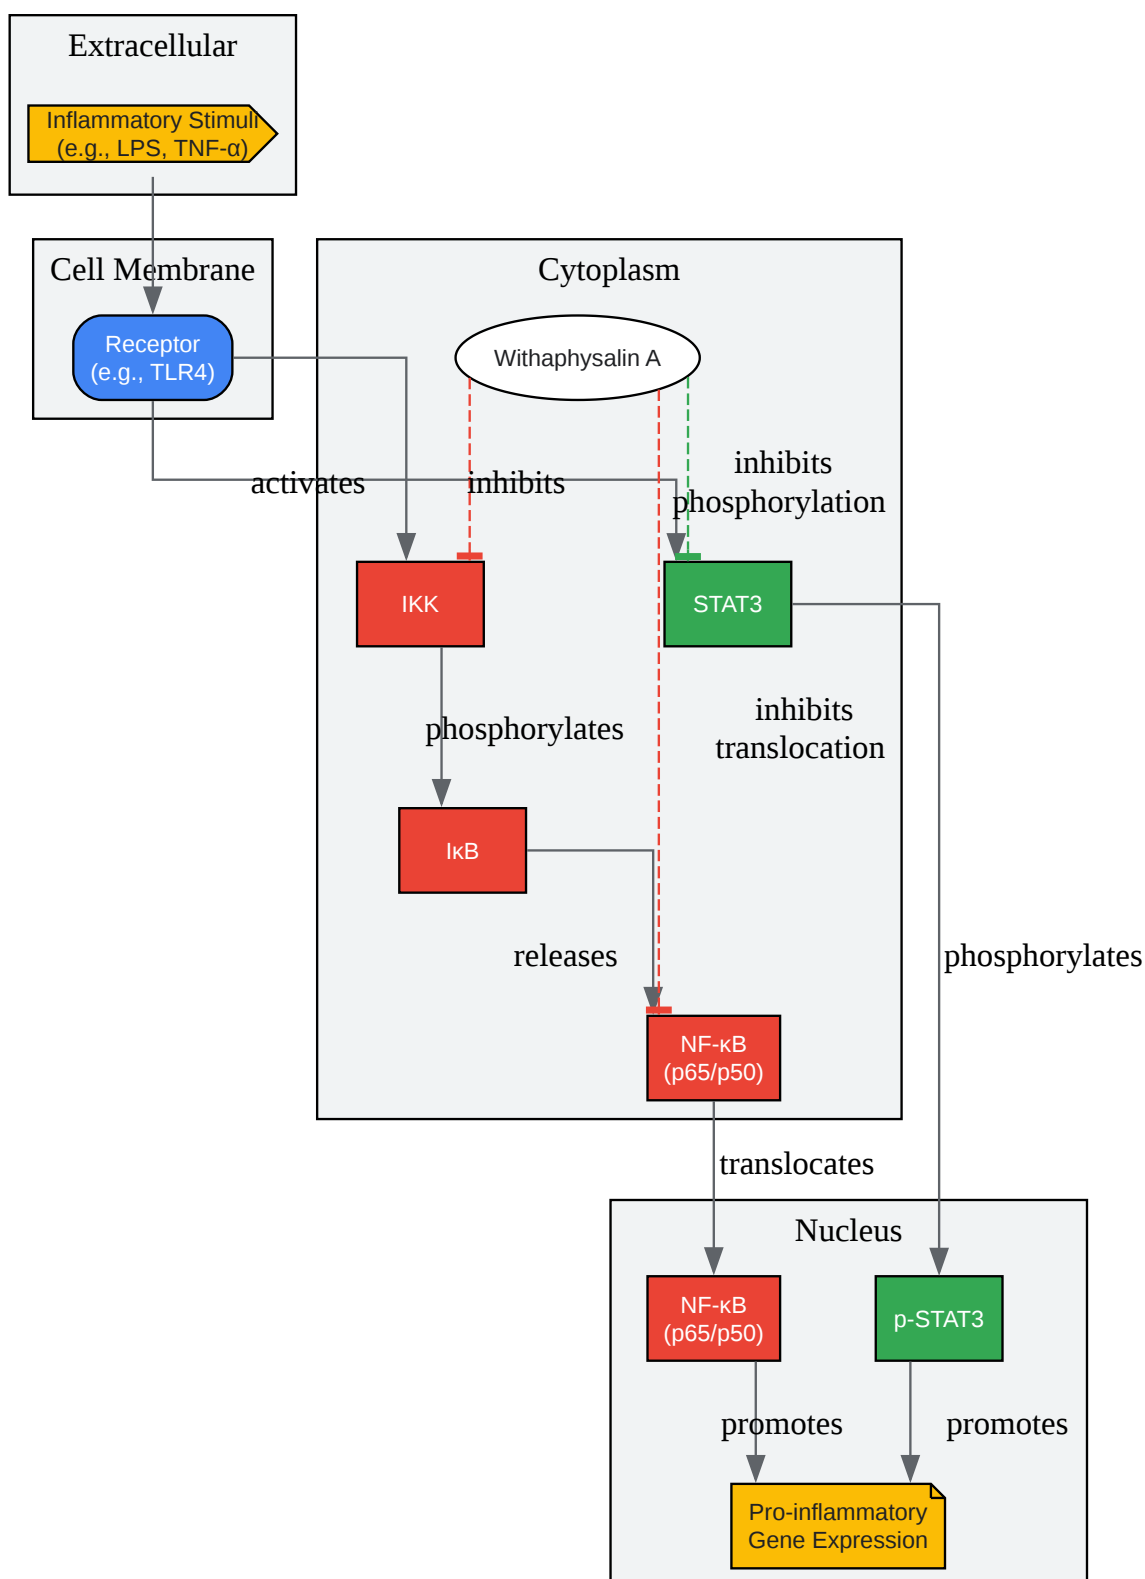 Extracellular
Inflammatory Stimuli
(e.g., LPS, TNF-α)
Cell Membrane
Receptor
(e.g., TLR4)
Cytoplasm
Withaphysalin A
activates
inhibits
inhibits
phosphorylation
IKK
STAT3
phosphorylates
inhibits
translocation
IκB
releases
phosphorylates
NF-κB
(p65/p50)
translocates
Nucleus
NF-κB
(p65/p50)
p-STAT3
promotes
promotes
Pro-inflammatory
Gene Expression